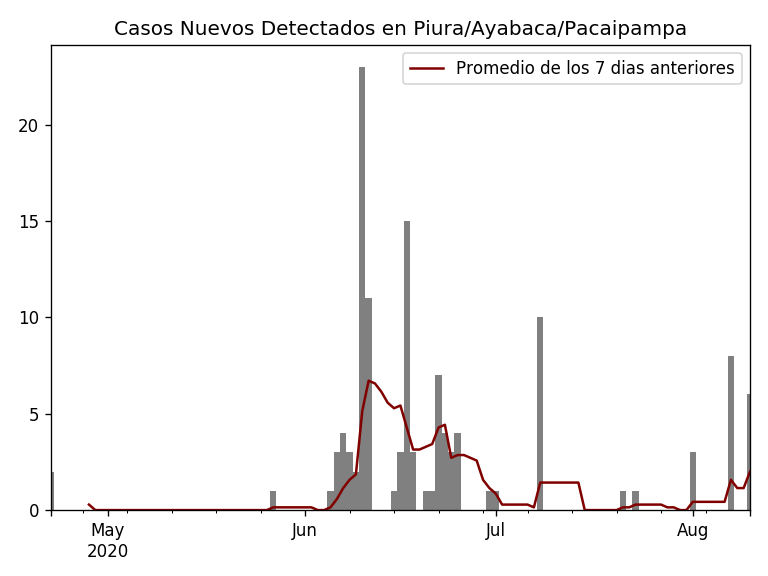 Casos Nuevos Detectados en Piura/Ayabaca/Pacaipampa
Promedio de los 7 dias anteriores
20
15
10
5
0
May
2020
Jun
Jul
Aug